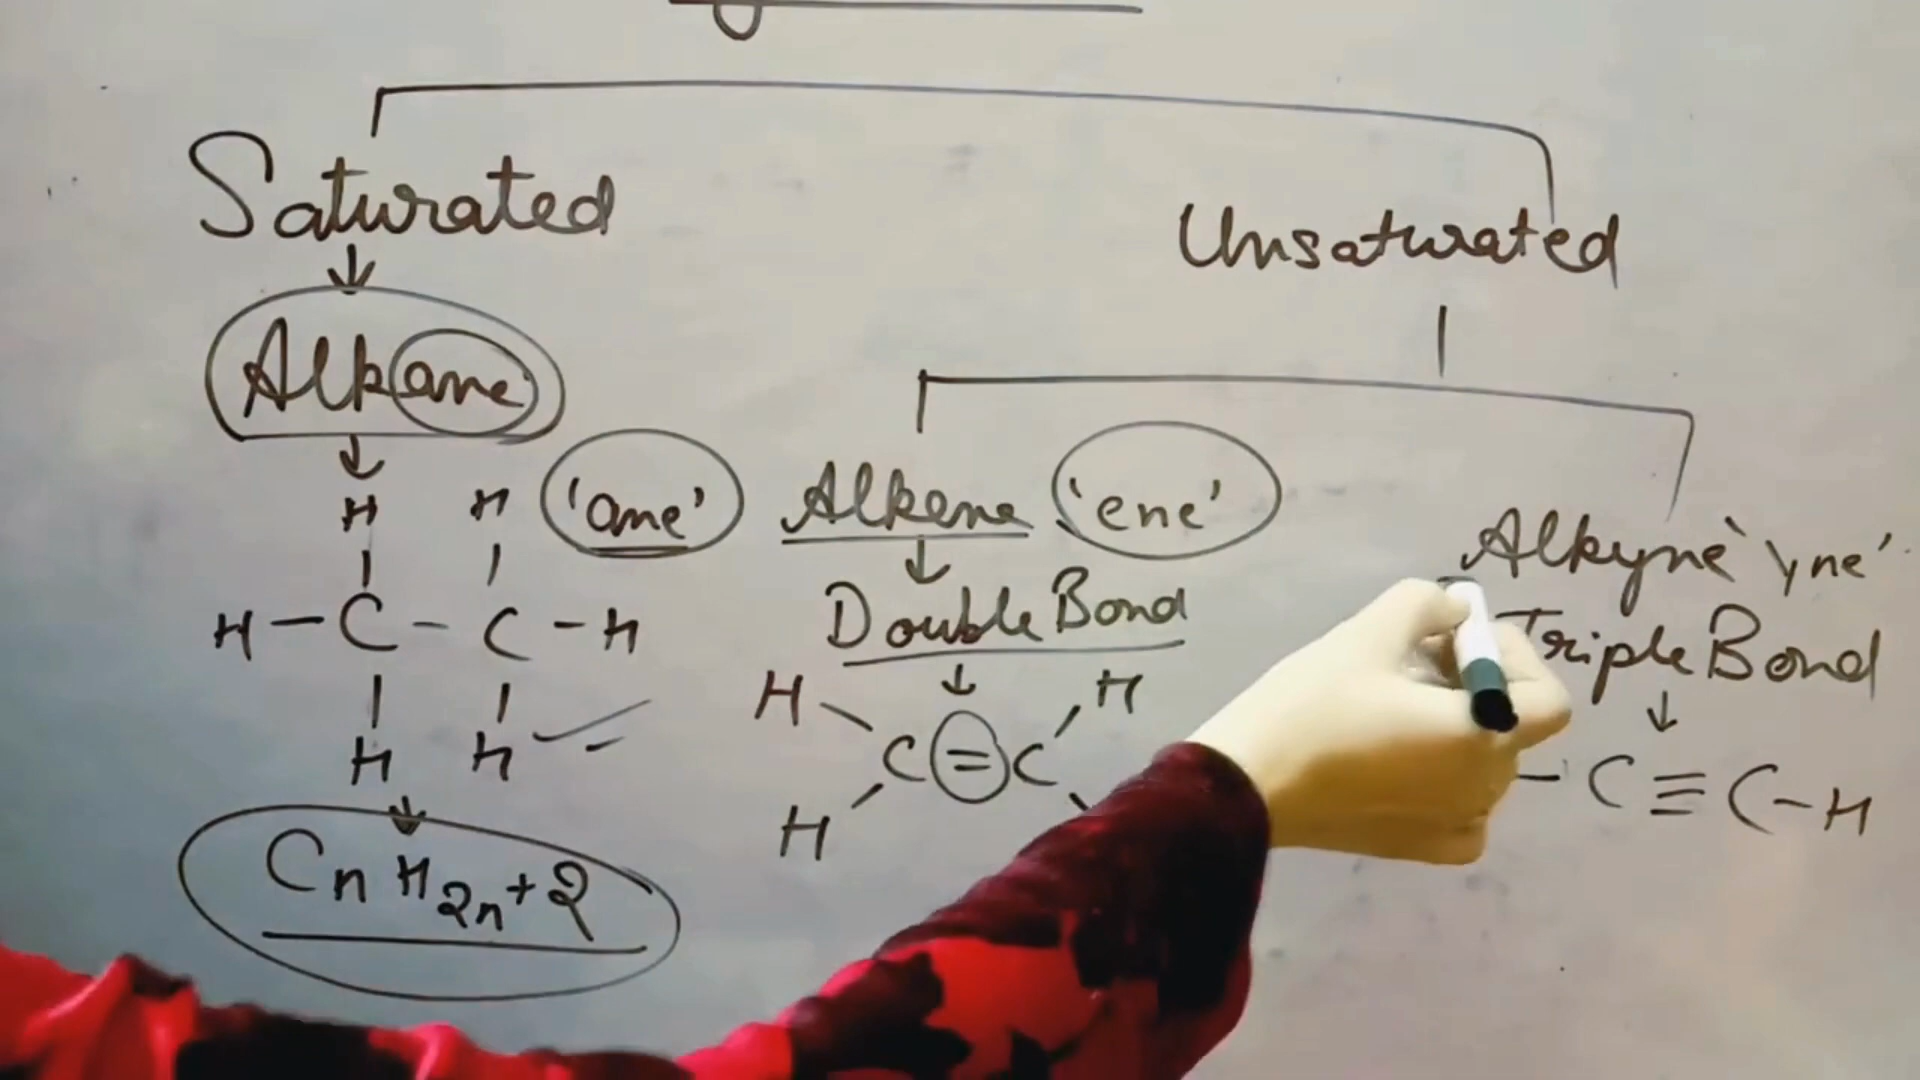 Saturated
Unsaturated
Alkane
'ane'
Alkene 'ene'
Alkyne 'yne'
Double Bond
Triple Bond
H H
H-C-C-H
H H
H H
C=C
H
-C≡C-H
CnH2n+2